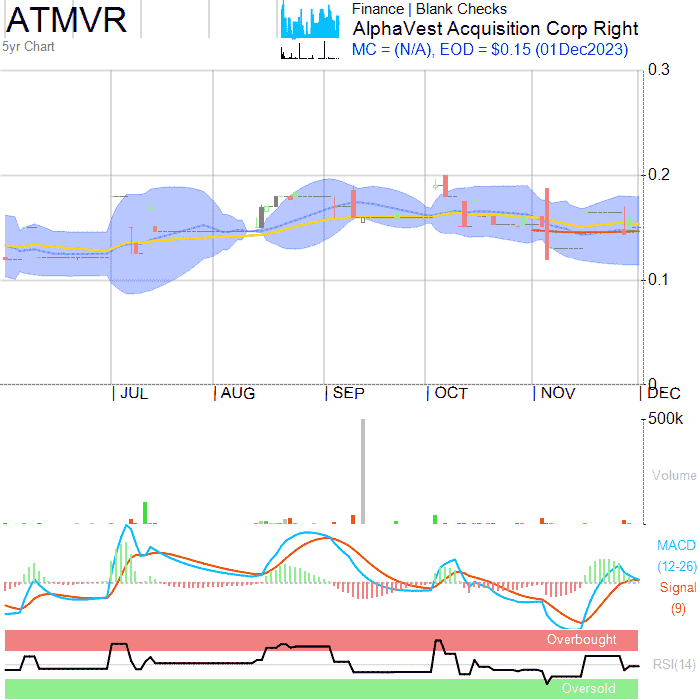 ATMVR
5yr Chart
Finance | Blank Checks
AlphaVest Acquisition Corp Right
MC = (N/A), EOD = $0.15 (01Dec2023)
0.3
0.2
0.1
0
JUL AUG SEP OCT NOV DEC
500k
Volume
MACD
(12-26)
Signal
(9)
Overbought
RSI(14)
Oversold